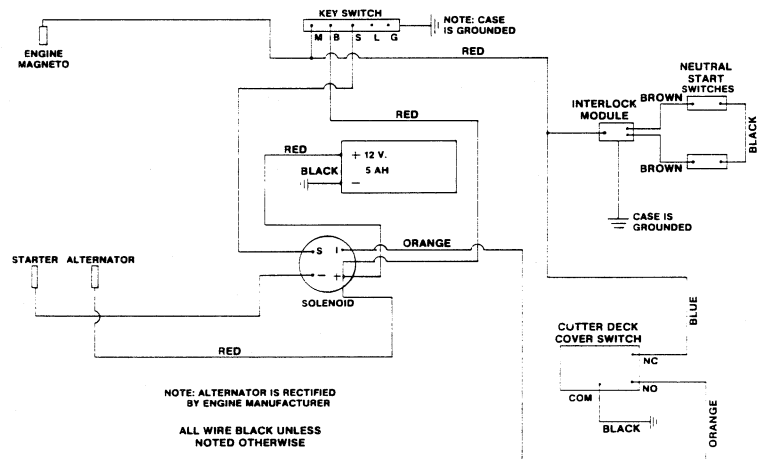 KEY SWITCH
M B S L G
NOTE: CASE
IS GROUNDED
ENGINE
MAGNETO
RED
NEUTRAL
START
SWITCHES
INTERLOCK
MODULE
BROWN
BLACK
BROWN
RED
RED
+ 12 V.
BLACK
5 AH
−
CASE IS
GROUNDED
ORANGE
S I
− +
SOLENOID
STARTER ALTERNATOR
RED
BLUE
CUTTER DECK
COVER SWITCH
NC
NO
COM
BLACK
ORANGE
NOTE: ALTERNATOR IS RECTIFIED
BY ENGINE MANUFACTURER
ALL WIRE BLACK UNLESS
NOTED OTHERWISE